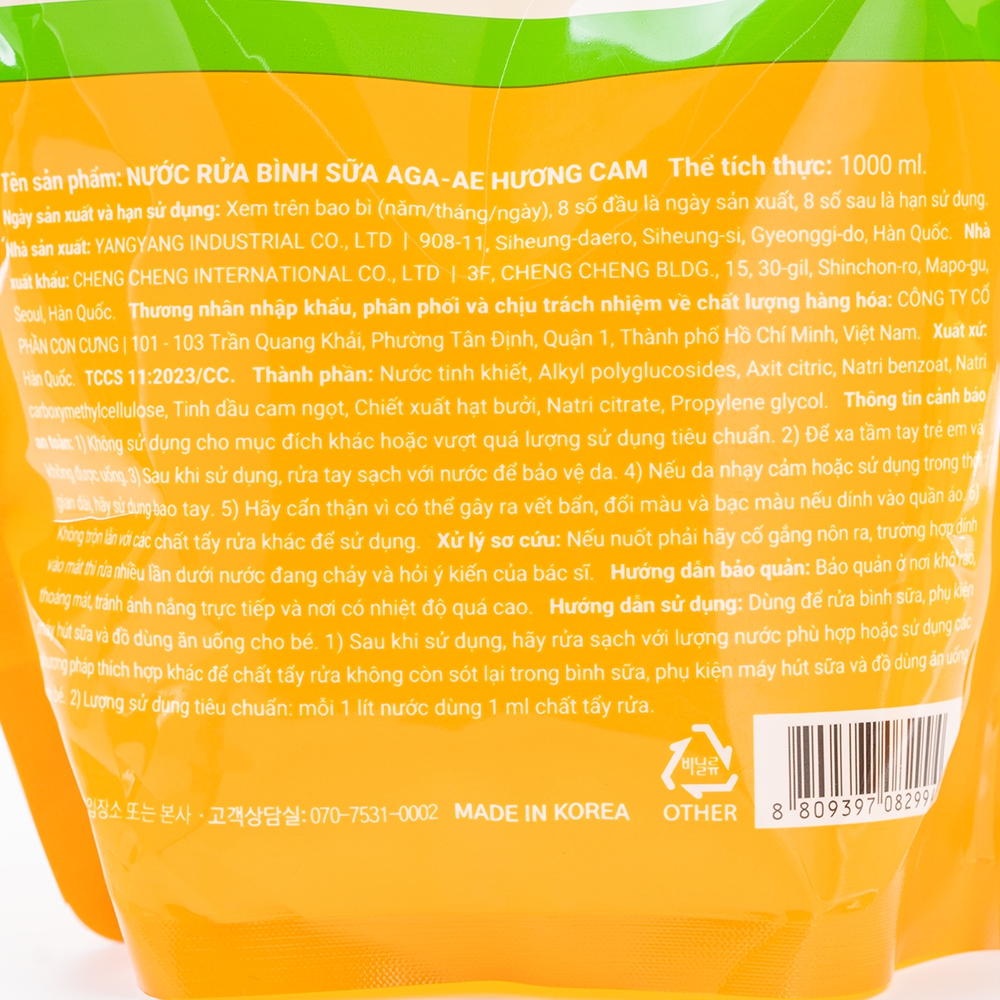 Tên sản phẩm: NƯỚC RỬA BÌNH SỮA AGA-AE HƯƠNG CAM Thể tích thực: 1000 ml.
Ngày sản xuất và hạn sử dụng: Xem trên bao bì (năm/tháng/ngày), 8 số đầu là ngày sản xuất, 8 số sau là hạn sử dụng.
Nhà sản xuất: YANGYANG INDUSTRIAL CO., LTD | 908-11, Siheung-daero, Siheung-si, Gyeonggi-do, Hàn Quốc. Nhà
xuất khẩu: CHENG CHENG INTERNATIONAL CO., LTD | 3F, CHENG CHENG BLDG., 15, 30-gil, Shinchon-ro, Mapo-gu,
Seoul, Hàn Quốc. Thương nhân nhập khẩu, phân phối và chịu trách nhiệm về chất lượng hàng hóa: CÔNG TY CỔ
PHẦN CON CƯNG | 101 - 103 Trần Quang Khải, Phường Tân Định, Quận 1, Thành phố Hồ Chí Minh, Việt Nam. Xuất xứ:
Hàn Quốc. TCCS 11:2023/CC. Thành phần: Nước tinh khiết, Alkyl polyglucosides, Axit citric, Natri benzoat, Natri
carboxymethylcellulose, Tinh dầu cam ngọt, Chiết xuất hạt bưởi, Natri citrate, Propylene glycol. Thông tin cảnh báo
an toàn: 1) Không sử dụng cho mục đích khác hoặc vượt quá lượng sử dụng tiêu chuẩn. 2) Để xa tầm tay trẻ em và
không được uống. 3) Sau khi sử dụng, rửa tay sạch với nước để bảo vệ da. 4) Nếu da nhạy cảm hoặc sử dụng trong thời
gian dài, hãy sử dụng bao tay. 5) Hãy cẩn thận vì có thể gây ra vết bẩn, đổi màu và bạc màu nếu dính vào quần áo. 6)
Không trộn lẫn với các chất tẩy rửa khác để sử dụng. Xử lý sơ cứu: Nếu nuốt phải hãy cố gắng nôn ra, trường hợp dính
vào mắt thì rửa nhiều lần dưới nước đang chảy và hỏi ý kiến của bác sĩ. Hướng dẫn bảo quản: Bảo quản ở nơi khô ráo,
thoáng mát, tránh ánh nắng trực tiếp và nơi có nhiệt độ quá cao. Hướng dẫn sử dụng: Dùng để rửa bình sữa, phụ kiện
máy hút sữa và đồ dùng ăn uống cho bé. 1) Sau khi sử dụng, hãy rửa sạch với lượng nước phù hợp hoặc sử dụng các
phương pháp thích hợp khác để chất tẩy rửa không còn sót lại trong bình sữa, phụ kiện máy hút sữa và đồ dùng ăn uống
bé. 2) Lượng sử dụng tiêu chuẩn: mỗi 1 lít nước dùng 1 ml chất tẩy rửa.
비닐류
입장소 또는 본사 · 고객상담실: 070-7531-0002 MADE IN KOREA OTHER
8 809397 08299